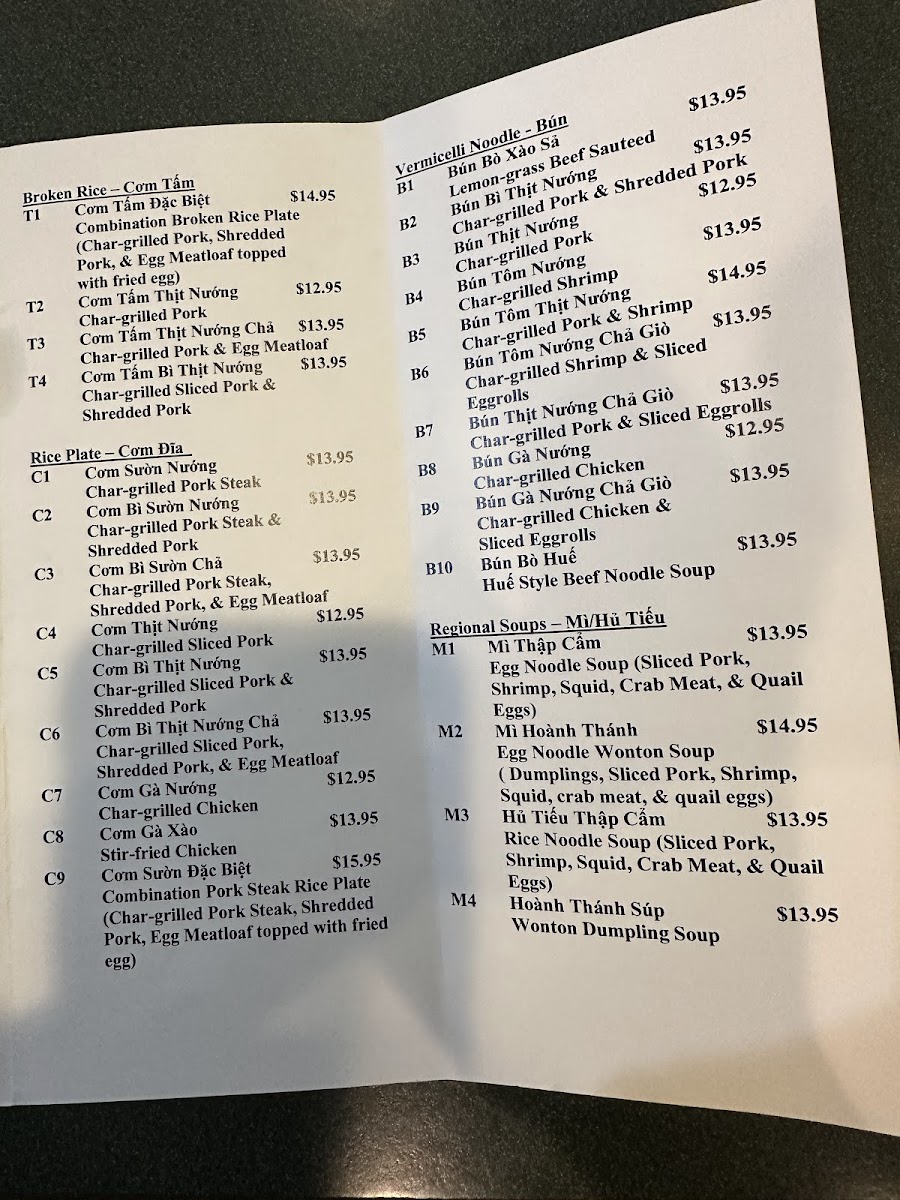 Broken Rice – Cơm Tấm
T1 Cơm Tấm Đặc Biệt $14.95
Combination Broken Rice Plate
(Char-grilled Pork, Shredded
Pork, & Egg Meatloaf topped
with fried egg)
T2 Cơm Tấm Thịt Nướng $12.95
Char-grilled Pork
T3 Cơm Tấm Thịt Nướng Chả $13.95
Char-grilled Pork & Egg Meatloaf
T4 Cơm Tấm Bì Thịt Nướng $13.95
Char-grilled Sliced Pork &
Shredded Pork
Rice Plate – Cơm Đĩa
C1 Cơm Sườn Nướng $13.95
Char-grilled Pork Steak
C2 Cơm Bì Sườn Nướng $13.95
Char-grilled Pork Steak &
Shredded Pork
C3 Cơm Bì Sườn Chả $13.95
Char-grilled Pork Steak,
Shredded Pork, & Egg Meatloaf
C4 Cơm Thịt Nướng $12.95
Char-grilled Sliced Pork
C5 Cơm Bì Thịt Nướng $13.95
Char-grilled Sliced Pork &
Shredded Pork
C6 Cơm Bì Thịt Nướng Chả $13.95
Char-grilled Sliced Pork,
Shredded Pork, & Egg Meatloaf
C7 Cơm Gà Nướng $12.95
Char-grilled Chicken
C8 Cơm Gà Xào $13.95
Stir-fried Chicken
C9 Cơm Sườn Đặc Biệt $15.95
Combination Pork Steak Rice Plate
(Char-grilled Pork Steak, Shredded
Pork, Egg Meatloaf topped with fried
egg)
Vermicelli Noodle - Bún
B1 Bún Bò Xào Sả $13.95
Lemon-grass Beef Sauteed
B2 Bún Bì Thịt Nướng $13.95
Char-grilled Pork & Shredded Pork
B3 Bún Thịt Nướng $12.95
Char-grilled Pork
B4 Bún Tôm Nướng $13.95
Char-grilled Shrimp
B5 Bún Tôm Thịt Nướng $14.95
Char-grilled Pork & Shrimp
B6 Bún Tôm Nướng Chả Giò $13.95
Char-grilled Shrimp & Sliced
Eggrolls
B7 Bún Thịt Nướng Chả Giò $13.95
Char-grilled Pork & Sliced Eggrolls
B8 Bún Gà Nướng $12.95
Char-grilled Chicken
B9 Bún Gà Nướng Chả Giò $13.95
Char-grilled Chicken &
Sliced Eggrolls
B10 Bún Bò Huế $13.95
Huế Style Beef Noodle Soup
Regional Soups – Mì/Hủ Tiếu
M1 Mì Thập Cẩm $13.95
Egg Noodle Soup (Sliced Pork,
Shrimp, Squid, Crab Meat, & Quail
Eggs)
M2 Mì Hoành Thánh $14.95
Egg Noodle Wonton Soup
( Dumplings, Sliced Pork, Shrimp,
Squid, crab meat, & quail eggs)
M3 Hủ Tiếu Thập Cẩm $13.95
Rice Noodle Soup (Sliced Pork,
Shrimp, Squid, Crab Meat, & Quail
Eggs)
M4 Hoành Thánh Súp $13.95
Wonton Dumpling Soup